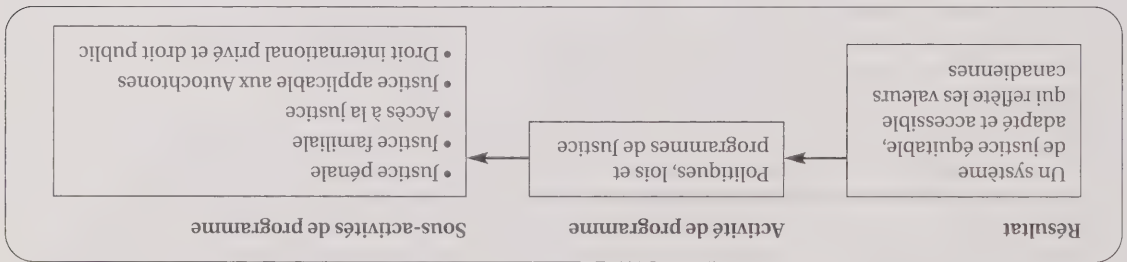 Résultat
Activité de programme
Sous-activités de programme
Un système
de justice équitable,
adapté et accessible
qui reflète les valeurs
canadiennes
Politiques, lois et
programmes de Justice
• Justice pénale
• Justice familiale
• Accès à la justice
• Justice applicable aux Autochtones
• Droit international privé et droit public